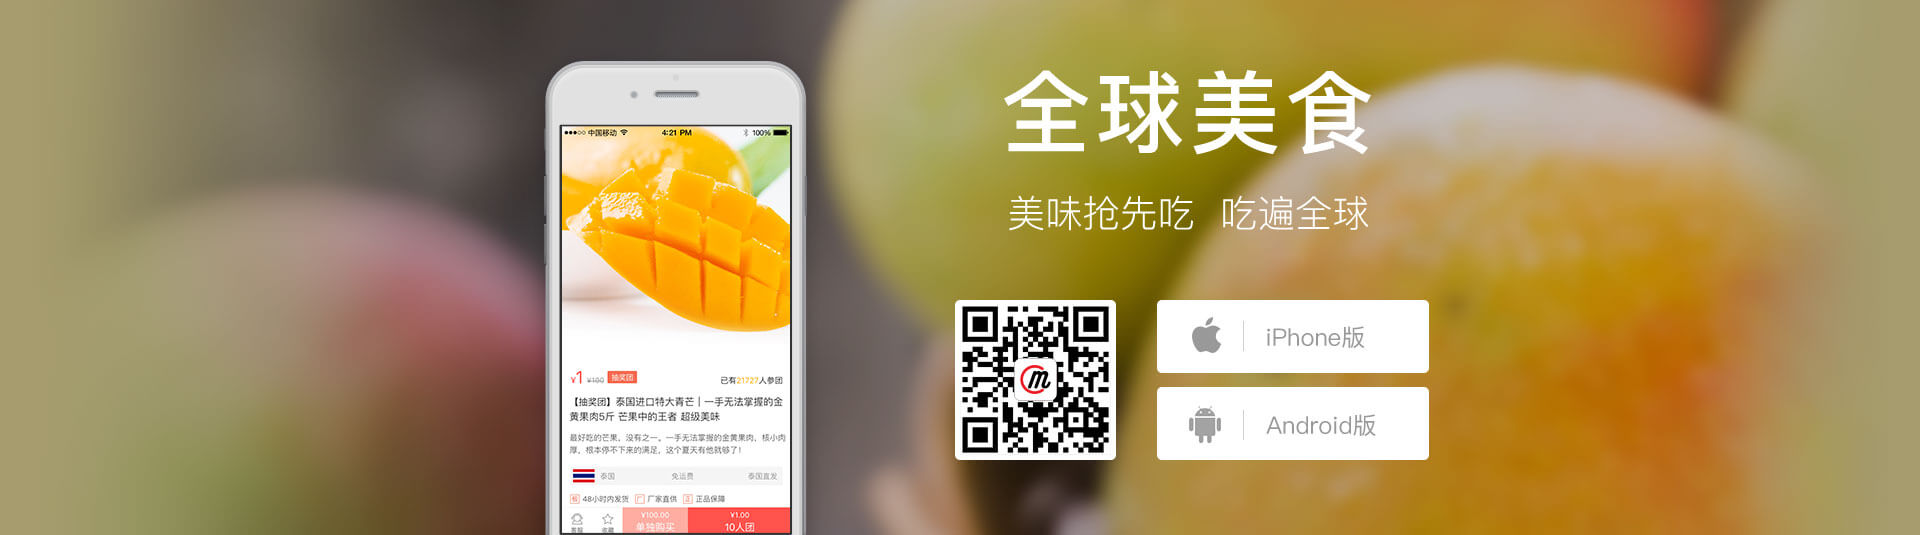 中国移动 4:21 PM 100%
¥1 ¥100 抽奖团 已有21727人参团
【抽奖团】泰国进口特大青芒｜一手无法掌握的金
黄果肉5斤 芒果中的王者 超级美味
最好吃的芒果，没有之一。一手无法掌握的金黄果肉，核小肉
厚，根本停不下来的满足，这个夏天有他就够了！
泰国 免运费 泰国直发
48小时内发货 厂 厂家直供 正 正品保障
客服 收藏 ¥100.00 ¥1.00
单独购买 10人团
全球美食
美味抢先吃 吃遍全球
m
iPhone版
Android版